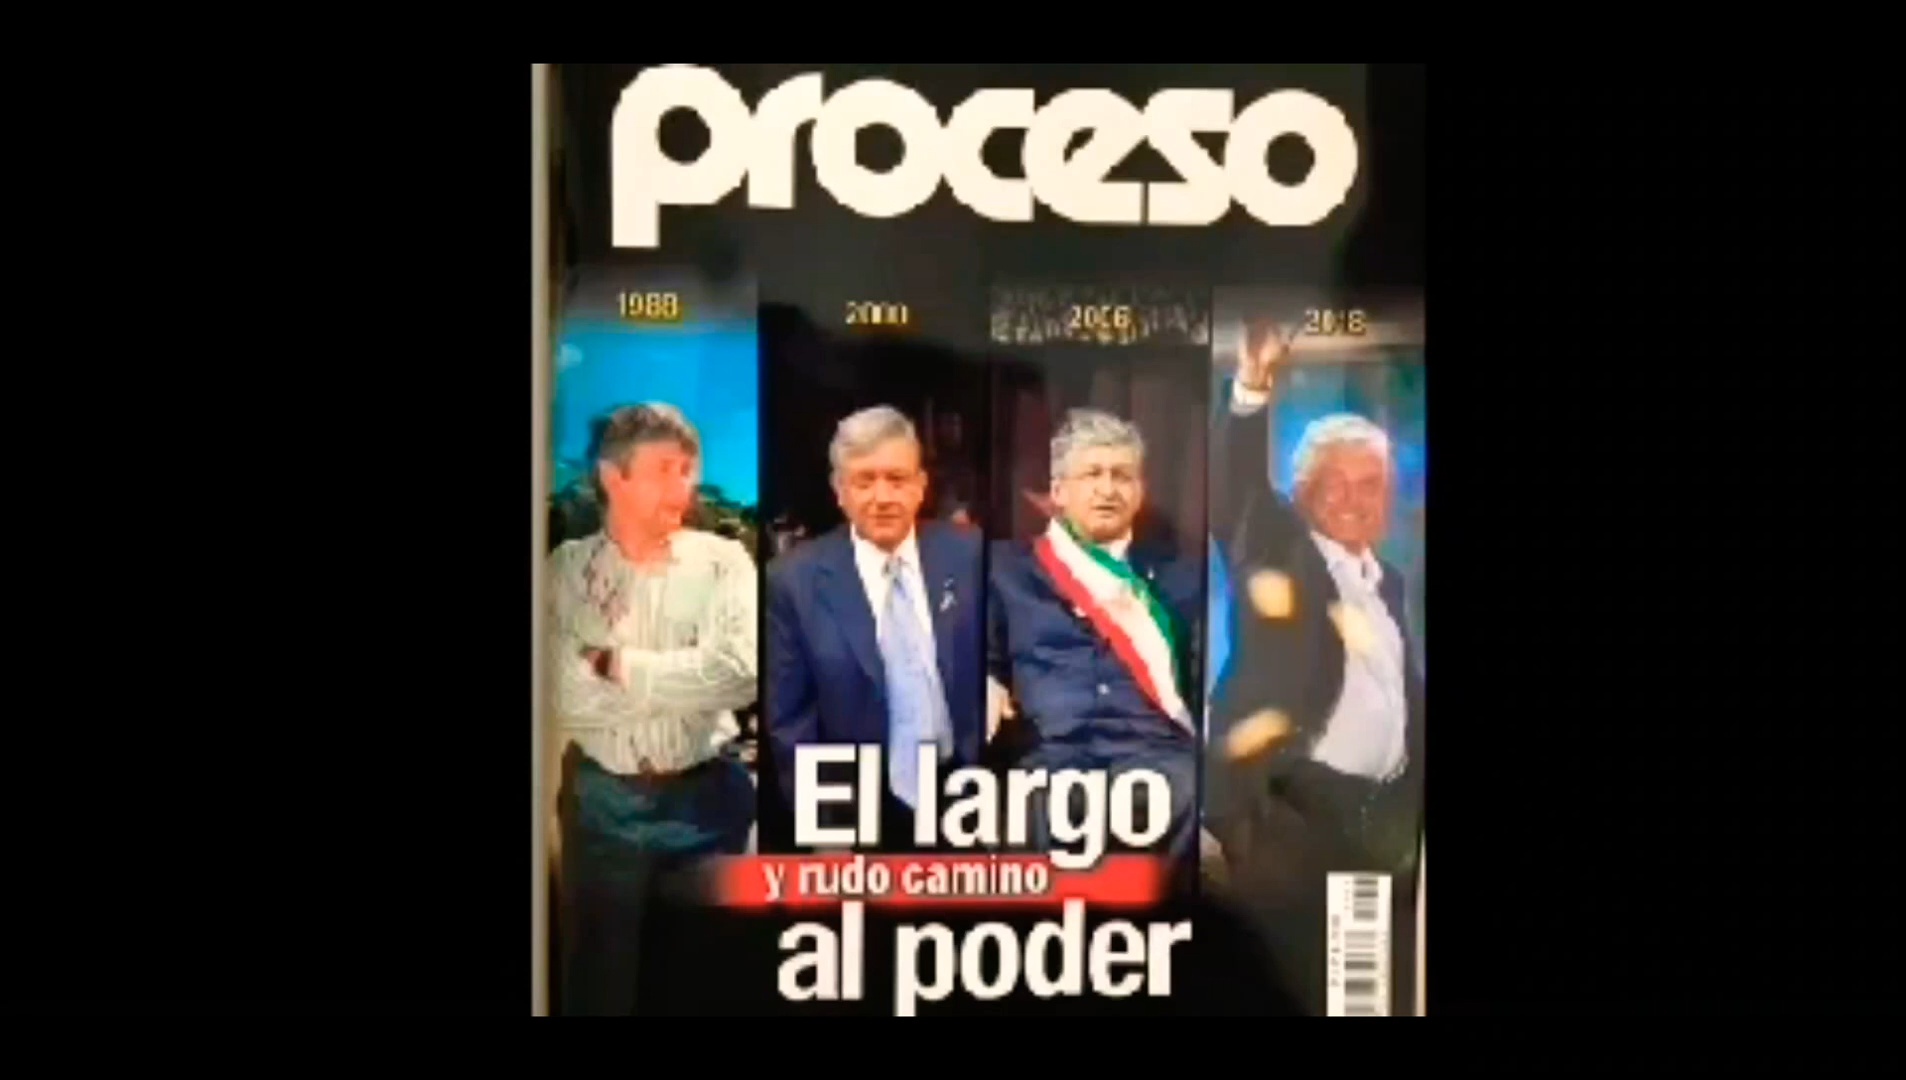 proceso
1988
2000
2006
2018
El largo
y rudo camino
al poder